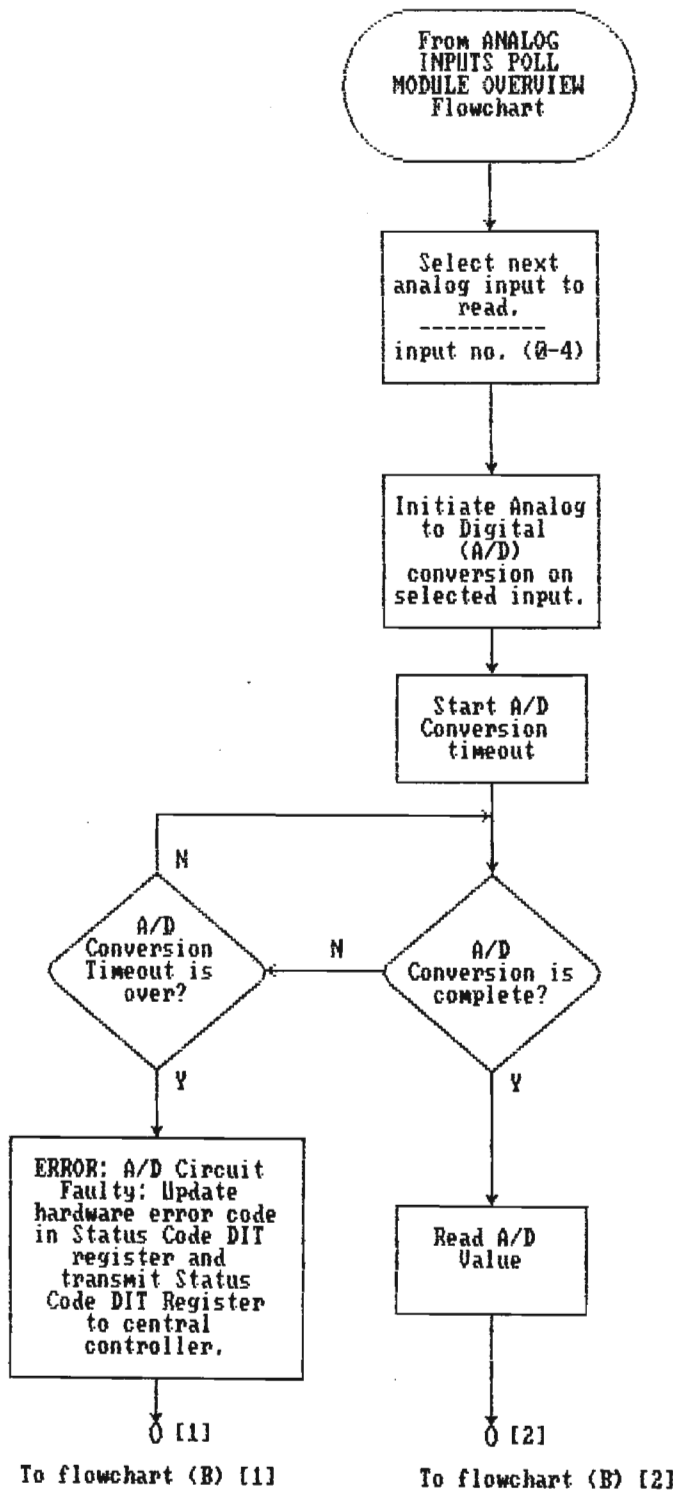 From ANALOG
INPUTS POLL
MODULE OVERVIEW
Flowchart
Select next
analog input to
read.
----------
input no. (0-4)
Initiate Analog
to Digital
(A/D)
conversion on
selected input.
Start A/D
Conversion
timeout
N
A/D
Conversion
Timeout is
over?
N
A/D
Conversion is
complete?
Y
Y
ERROR: A/D Circuit
Faulty: Update
hardware error code
in Status Code DIT
register and
transmit Status
Code DIT Register
to central
controller.
Read A/D
Value
[1]
[2]
To flowchart (B) [1]
To flowchart (B) [2]